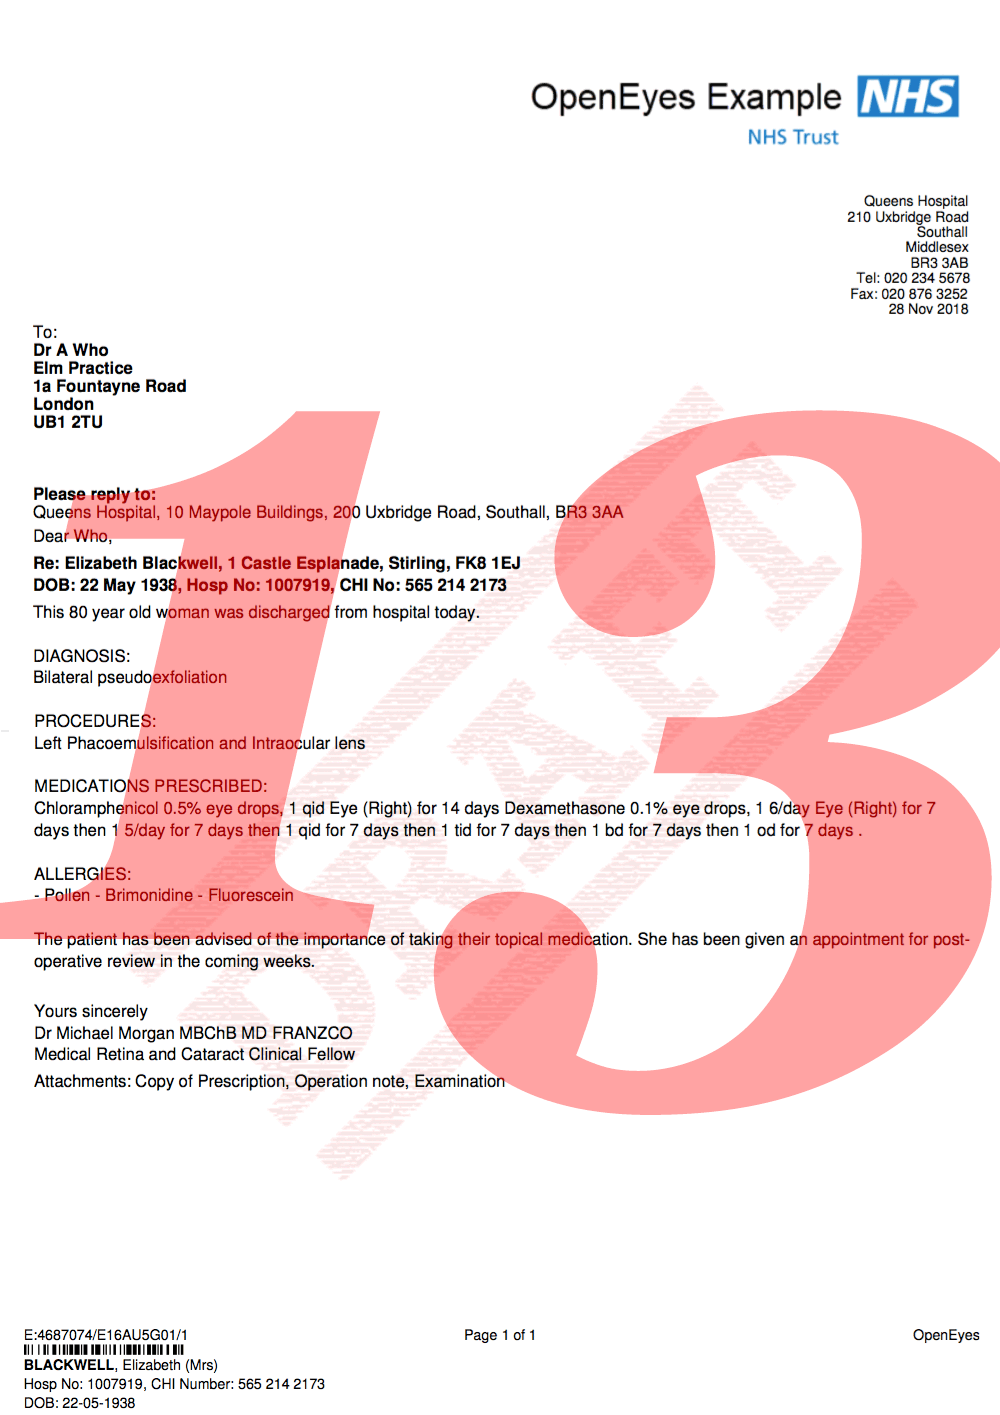 OpenEyes Example NHS
NHS Trust
Queens Hospital
210 Uxbridge Road
Southall
Middlesex
BR3 3AB
Tel: 020 234 5678
Fax: 020 876 3252
28 Nov 2018
To:
Dr A Who
Elm Practice
1a Fountayne Road
London
UB1 2TU
Please reply to:
Queens Hospital, 10 Maypole Buildings, 200 Uxbridge Road, Southall, BR3 3AA
Dear Who,
Re: Elizabeth Blackwell, 1 Castle Esplanade, Stirling, FK8 1EJ
DOB: 22 May 1938, Hosp No: 1007919, CHI No: 565 214 2173
This 80 year old woman was discharged from hospital today.
DIAGNOSIS:
Bilateral pseudoexfoliation
PROCEDURES:
Left Phacoemulsification and Intraocular lens
MEDICATIONS PRESCRIBED:
Chloramphenicol 0.5% eye drops, 1 qid Eye (Right) for 14 days Dexamethasone 0.1% eye drops, 1 6/day Eye (Right) for 7
days then 1 5/day for 7 days then 1 qid for 7 days then 1 tid for 7 days then 1 bd for 7 days then 1 od for 7 days .
ALLERGIES:
- Pollen - Brimonidine - Fluorescein
The patient has been advised of the importance of taking their topical medication. She has been given an appointment for post-
operative review in the coming weeks.
Yours sincerely
Dr Michael Morgan MBChB MD FRANZCO
Medical Retina and Cataract Clinical Fellow
Attachments: Copy of Prescription, Operation note, Examination
DRAFT
13
E:4687074/E16AU5G01/1
Page 1 of 1
OpenEyes
BLACKWELL, Elizabeth (Mrs)
Hosp No: 1007919, CHI Number: 565 214 2173
DOB: 22-05-1938